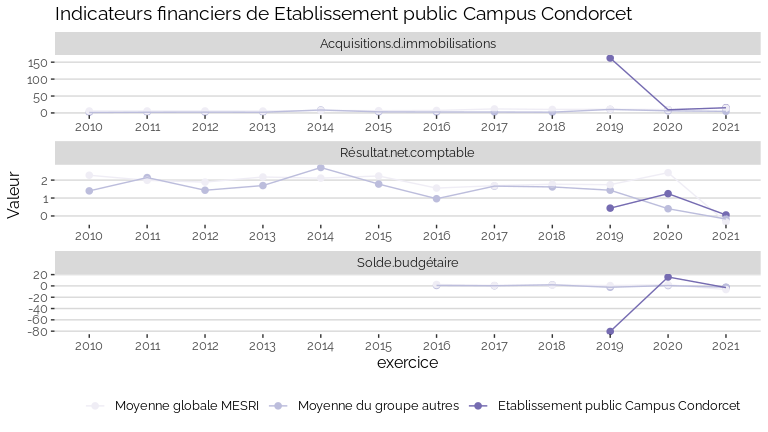 Indicateurs financiers de Etablissement public Campus Condorcet
Acquisitions.d.immobilisations
150
100
50
0
2010 2011 2012 2013 2014 2015 2016 2017 2018 2019 2020 2021
Résultat.net.comptable
2
1
0
2010 2011 2012 2013 2014 2015 2016 2017 2018 2019 2020 2021
Solde.budgétaire
20
0
-20
-40
-60
-80
2010 2011 2012 2013 2014 2015 2016 2017 2018 2019 2020 2021
Valeur
exercice
Moyenne globale MESRI Moyenne du groupe autres Etablissement public Campus Condorcet